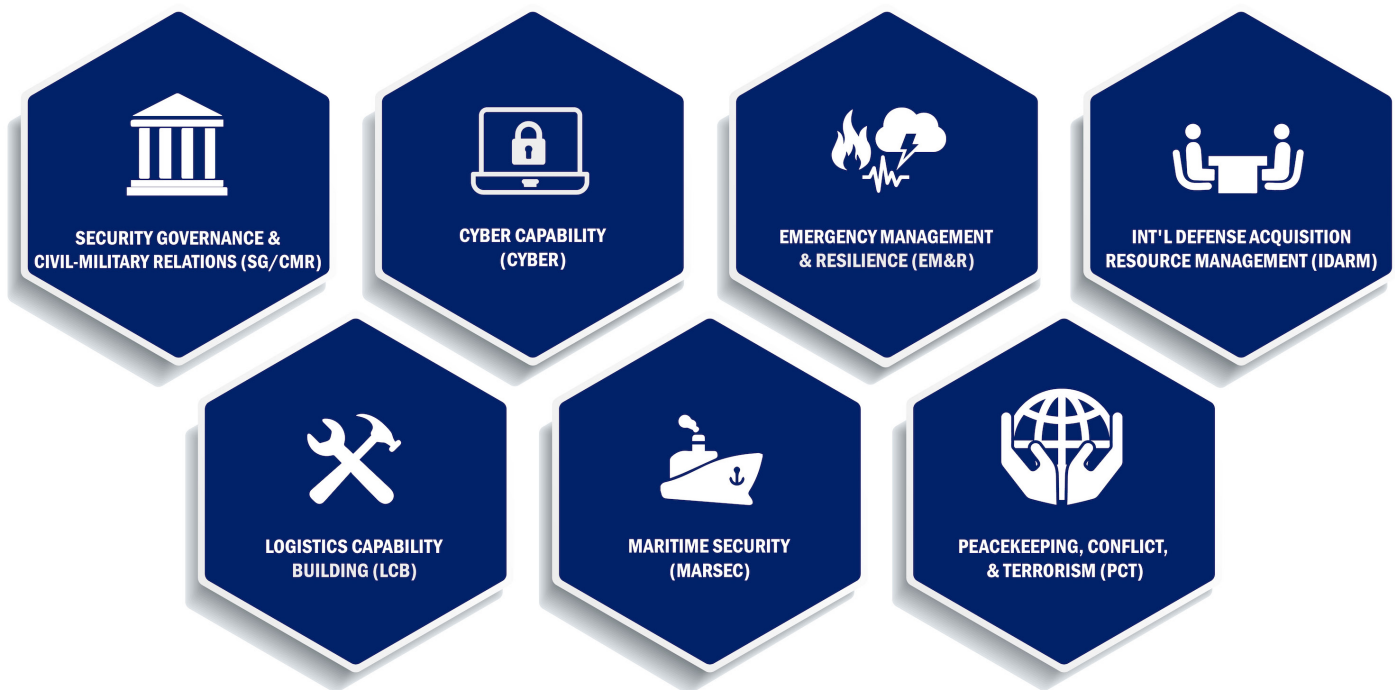 SECURITY GOVERNANCE &
CIVIL-MILITARY RELATIONS (SG/CMR)
CYBER CAPABILITY
(CYBER)
EMERGENCY MANAGEMENT
& RESILIENCE (EM&R)
INT'L DEFENSE ACQUISITION
RESOURCE MANAGEMENT (IDARM)
LOGISTICS CAPABILITY
BUILDING (LCB)
MARITIME SECURITY
(MARSEC)
PEACEKEEPING, CONFLICT,
& TERRORISM (PCT)